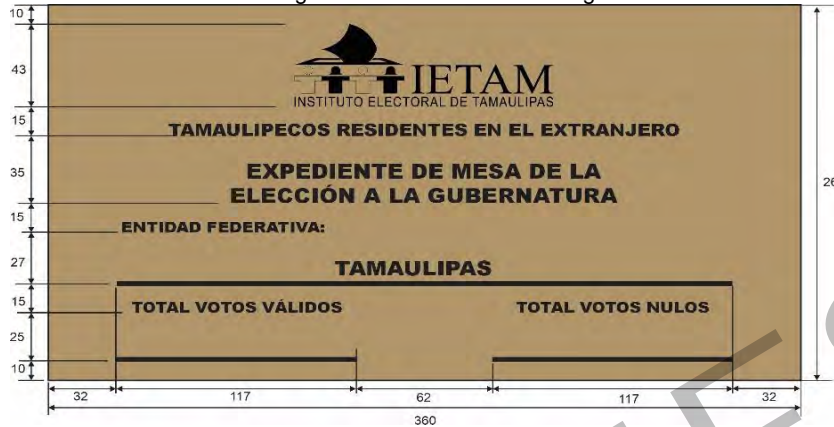 10
IETAM
INSTITUTO ELECTORAL DE TAMAULIPAS
43
15
TAMAULIPECOS RESIDENTES EN EL EXTRANJERO
35
EXPEDIENTE DE MESA DE LA
ELECCIÓN A LA GUBERNATURA
15
ENTIDAD FEDERATIVA:
27
TAMAULIPAS
15
TOTAL VOTOS VÁLIDOS TOTAL VOTOS NULOS
25
10
32 117 62 117 32
360